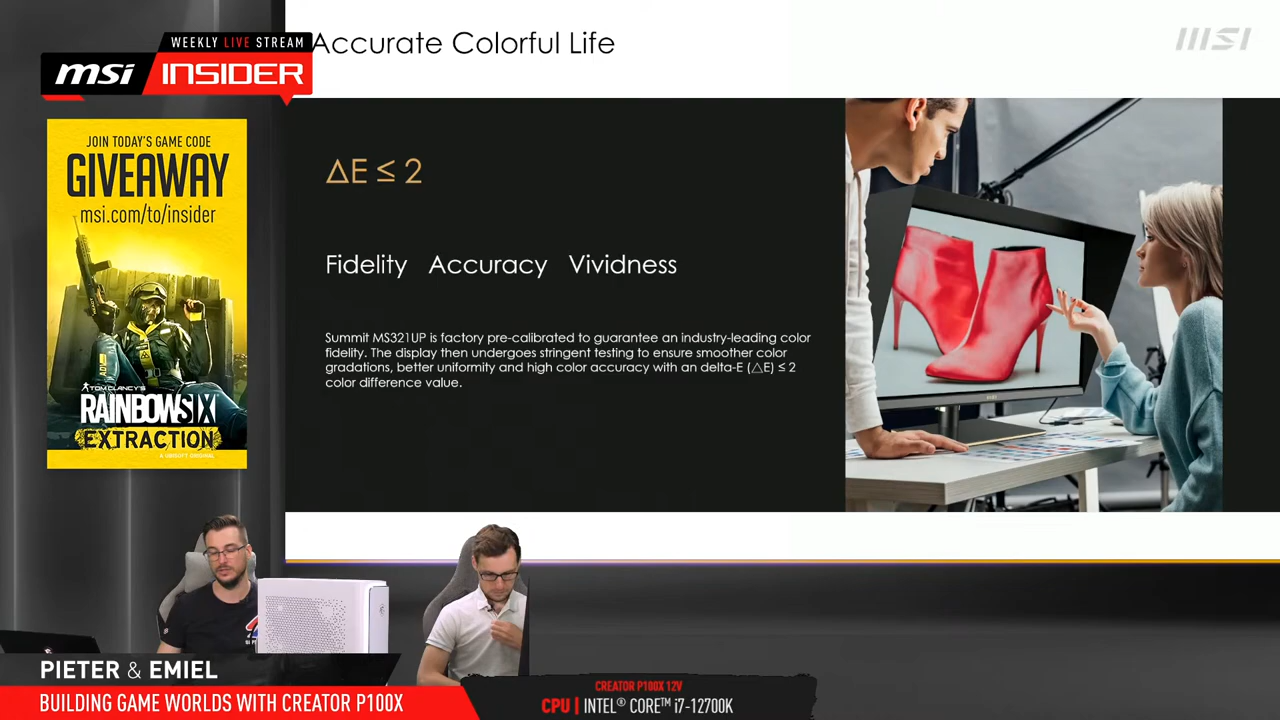 Accurate Colorful Life
msi
WEEKLY LIVE STREAM
msi INSIDER
JOIN TODAY'S GAME CODE
GIVEAWAY
msi.com/to/insider
TOM CLANCY'S
RAINBOWSIX
EXTRACTION
A UBISOFT ORIGINAL
ΔE ≤ 2
Fidelity Accuracy Vividness
Summit MS321UP is factory pre-calibrated to guarantee an industry-leading color
fidelity. The display then undergoes stringent testing to ensure smoother color
gradations, better uniformity and high color accuracy with an delta-E (△E) ≤ 2
color difference value.
PIETER & EMIEL
BUILDING GAME WORLDS WITH CREATOR P100X
CREATOR P100X 12V
CPU | INTEL® CORE™ i7-12700K